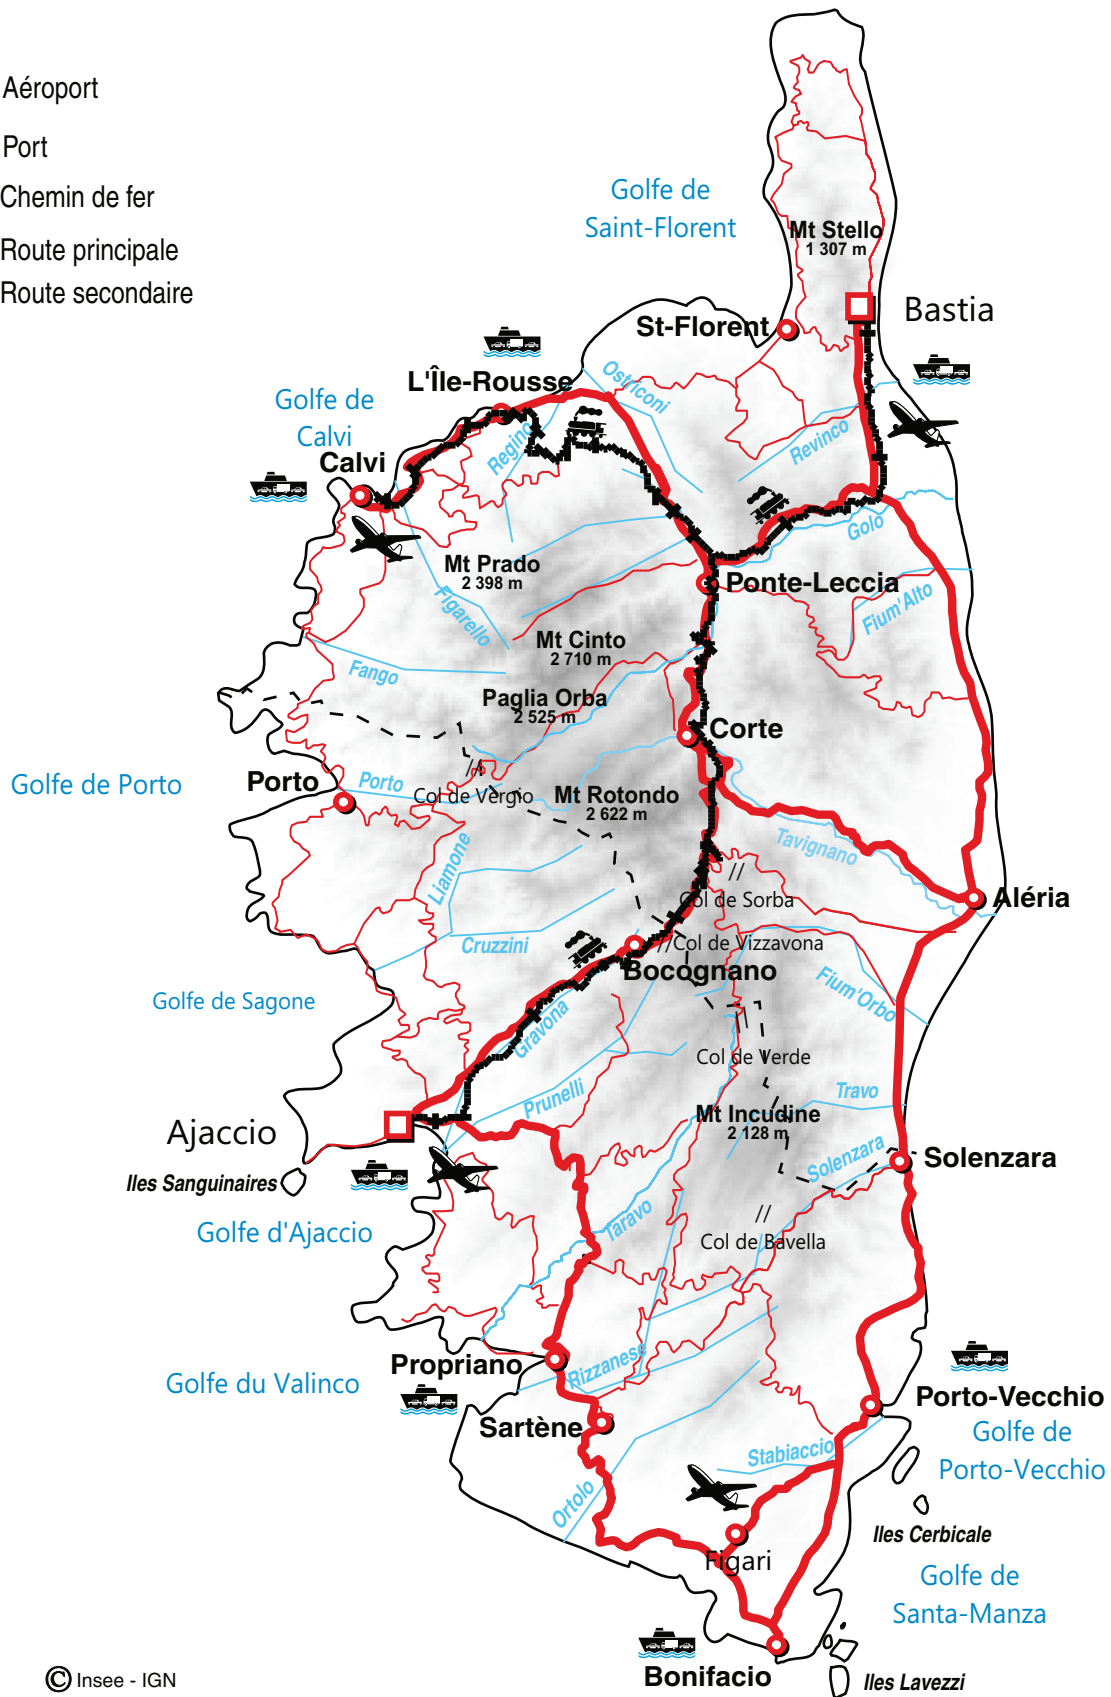 Aéroport
Port
Chemin de fer
Route principale
Route secondaire
Golfe de
Saint-Florent
Mt Stello
1 307 m
Bastia
St-Florent
L'Île-Rousse
Ostriconi
Golfe de
Calvi
Calvi
Regino
Revinco
Golo
Mt Prado
2 398 m
Ponte-Leccia
Figarello
Fium'Alto
Mt Cinto
2 710 m
Fango
Paglia Orba
2 525 m
Corte
Golfe de Porto
Porto
Porto
Col de Vergio
Mt Rotondo
2 622 m
Tavignano
Liamone
Col de Sorba
Aléria
Cruzzini
Col de Vizzavona
Bocognano
Fium'Orbo
Golfe de Sagone
Gravona
Col de Verde
Prunelli
Travo
Mt Incudine
2 128 m
Ajaccio
Solenzara
Solenzara
Iles Sanguinaires
Golfe d'Ajaccio
Taravo
Col de Bavella
Propriano
Rizzanese
Golfe du Valinco
Porto-Vecchio
Sartène
Golfe de
Porto-Vecchio
Stabiaccio
Ortolo
Iles Cerbicale
Figari
Golfe de
Santa-Manza
Bonifacio
Iles Lavezzi
© Insee - IGN